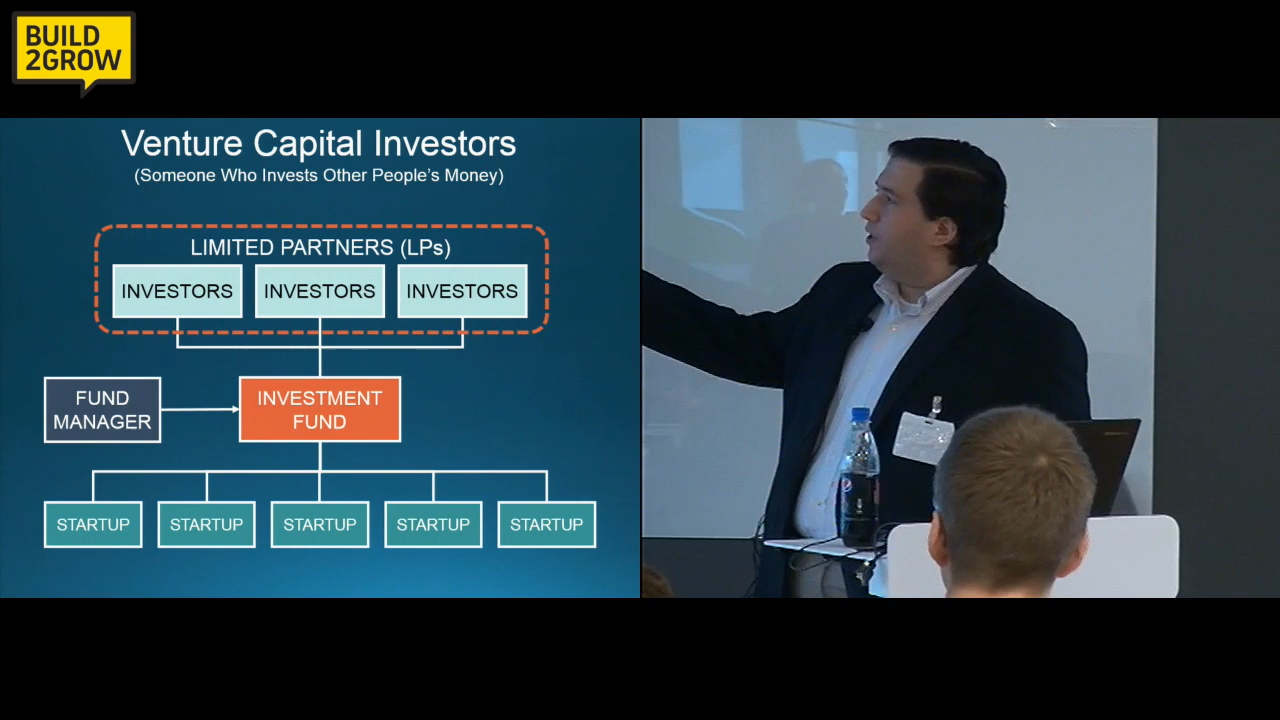 BUILD
2GROW
Venture Capital Investors
(Someone Who Invests Other People's Money)
LIMITED PARTNERS (LPs)
INVESTORS INVESTORS INVESTORS
FUND
MANAGER
INVESTMENT
FUND
STARTUP STARTUP STARTUP STARTUP STARTUP